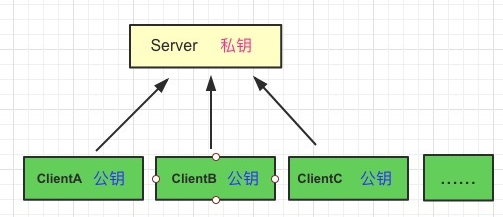 Server 私钥
ClientA 公钥
ClientB 公钥
ClientC 公钥
......